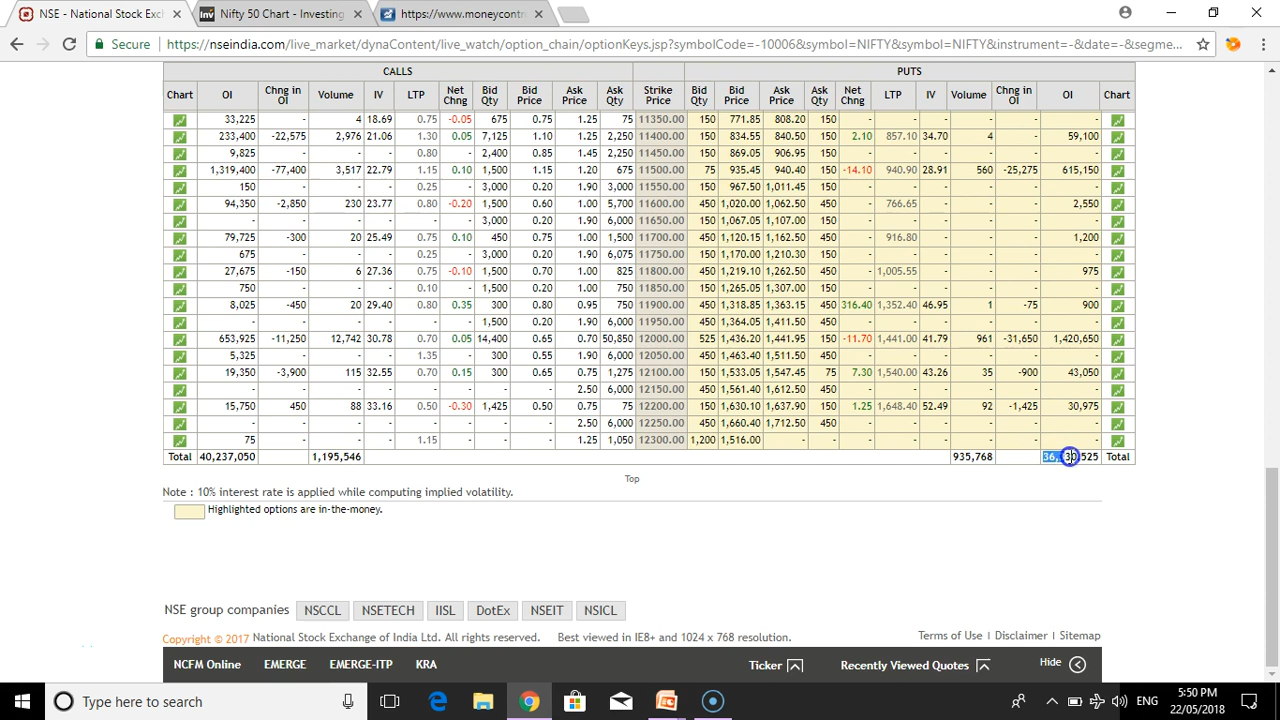 NSE - National Stock Exc
Nifty 50 Chart - Investing
https://www.moneycontr
Secure https://nseindia.com/live_market/dynaContent/live_watch/option_chain/optionKeys.jsp?symbolCode=-10006&symbol=NIFTY&symbol=NIFTY&instrument=-&date=-&segme...
CALLS PUTS
Chart OI Chng in OI Volume IV LTP Net Chng Bid Qty Bid Price Ask Price Ask Qty Strike Price Bid Qty Bid Price Ask Price Ask Qty Net Chng LTP IV Volume Chng in OI OI Chart
33,225 - 4 18.69 0.75 -0.05 675 0.75 1.25 75 11350.00 150 771.85 808.20 150 - - - - - -
233,400 -22,575 2,976 21.06 1.30 0.05 7,125 1.10 1.25 2,250 11400.00 150 834.55 840.50 150 2.10 857.10 34.70 4 - 59,100
9,825 - - - 0.80 - 2,400 0.85 1.45 2,250 11450.00 150 869.05 906.95 150 - - - - - -
1,319,400 -77,400 3,517 22.79 1.15 0.10 1,500 1.15 1.20 675 11500.00 75 935.45 940.40 150 -14.10 940.90 28.91 560 -25,275 615,150
150 - - - 0.25 - 3,000 0.20 1.90 3,000 11550.00 150 967.50 1,011.45 150 - - - - - -
94,350 -2,850 230 23.77 0.80 -0.20 1,500 0.60 1.00 5,700 11600.00 450 1,020.00 1,062.50 450 - 766.65 - - - 2,550
- - - - - - 3,000 0.20 1.90 6,000 11650.00 450 1,067.05 1,107.00 450 - - - - - -
79,725 -300 20 25.49 0.75 0.10 450 0.75 1.00 1,500 11700.00 450 1,120.15 1,162.50 450 - 916.80 - - - 1,200
675 - - - 0.25 - 3,000 0.20 1.90 6,075 11750.00 450 1,170.00 1,210.30 450 - - - - - -
27,675 -150 6 27.36 0.75 -0.10 1,500 0.70 1.00 825 11800.00 450 1,219.10 1,262.50 450 - 1,005.55 - - - 975
750 - - - 0.10 - 1,500 0.20 1.00 750 11850.00 450 1,265.05 1,307.00 450 - - - - - -
8,025 -450 20 29.40 0.80 0.35 300 0.80 0.95 750 11900.00 450 1,318.85 1,363.15 450 316.40 1,352.40 46.95 1 -75 900
- - - - - - 1,500 0.20 1.90 6,000 11950.00 450 1,364.05 1,411.50 450 - - - - - -
653,925 -11,250 12,742 30.78 0.70 0.05 14,400 0.65 0.70 50,850 12000.00 525 1,436.20 1,441.95 150 -11.70 1,441.00 41.79 961 -31,650 1,420,650
5,325 - - - 1.35 - 300 0.55 1.90 6,000 12050.00 450 1,463.40 1,511.50 450 - - - - - -
19,350 -3,900 115 32.55 0.70 0.15 300 0.65 0.75 1,275 12100.00 450 1,533.05 1,547.45 75 7.30 1,540.00 43.26 35 -900 43,050
- - - - - - - - 2.50 6,000 12150.00 450 1,561.40 1,612.50 450 - - - - - -
15,750 450 88 33.16 0.50 -0.30 1,425 0.50 0.75 75 12200.00 150 1,630.10 1,637.90 150 1.25 1,648.40 52.49 92 -1,425 30,975
- - - - - - - - 2.50 6,000 12250.00 450 1,660.40 1,712.50 450 - - - - - -
75 - - - 1.15 - - - 1.25 1,050 12300.00 1,200 1,516.00 - - - - - - - -
Total 40,237,050 1,195,546 935,768 Total
Top
Note : 10% interest rate is applied while computing implied volatility.
Highlighted options are in-the-money.
NSE group companies NSCCL NSETECH IISL DotEx NSEIT NSICL
Copyright © 2017 National Stock Exchange of India Ltd. All rights reserved. Best viewed in IE8+ and 1024 x 768 resolution. Terms of Use | Disclaimer | Sitemap
NCFM Online EMERGE EMERGE-ITP KRA Ticker Recently Viewed Quotes Hide
Type here to search
ENG
5:50 PM
22/05/2018